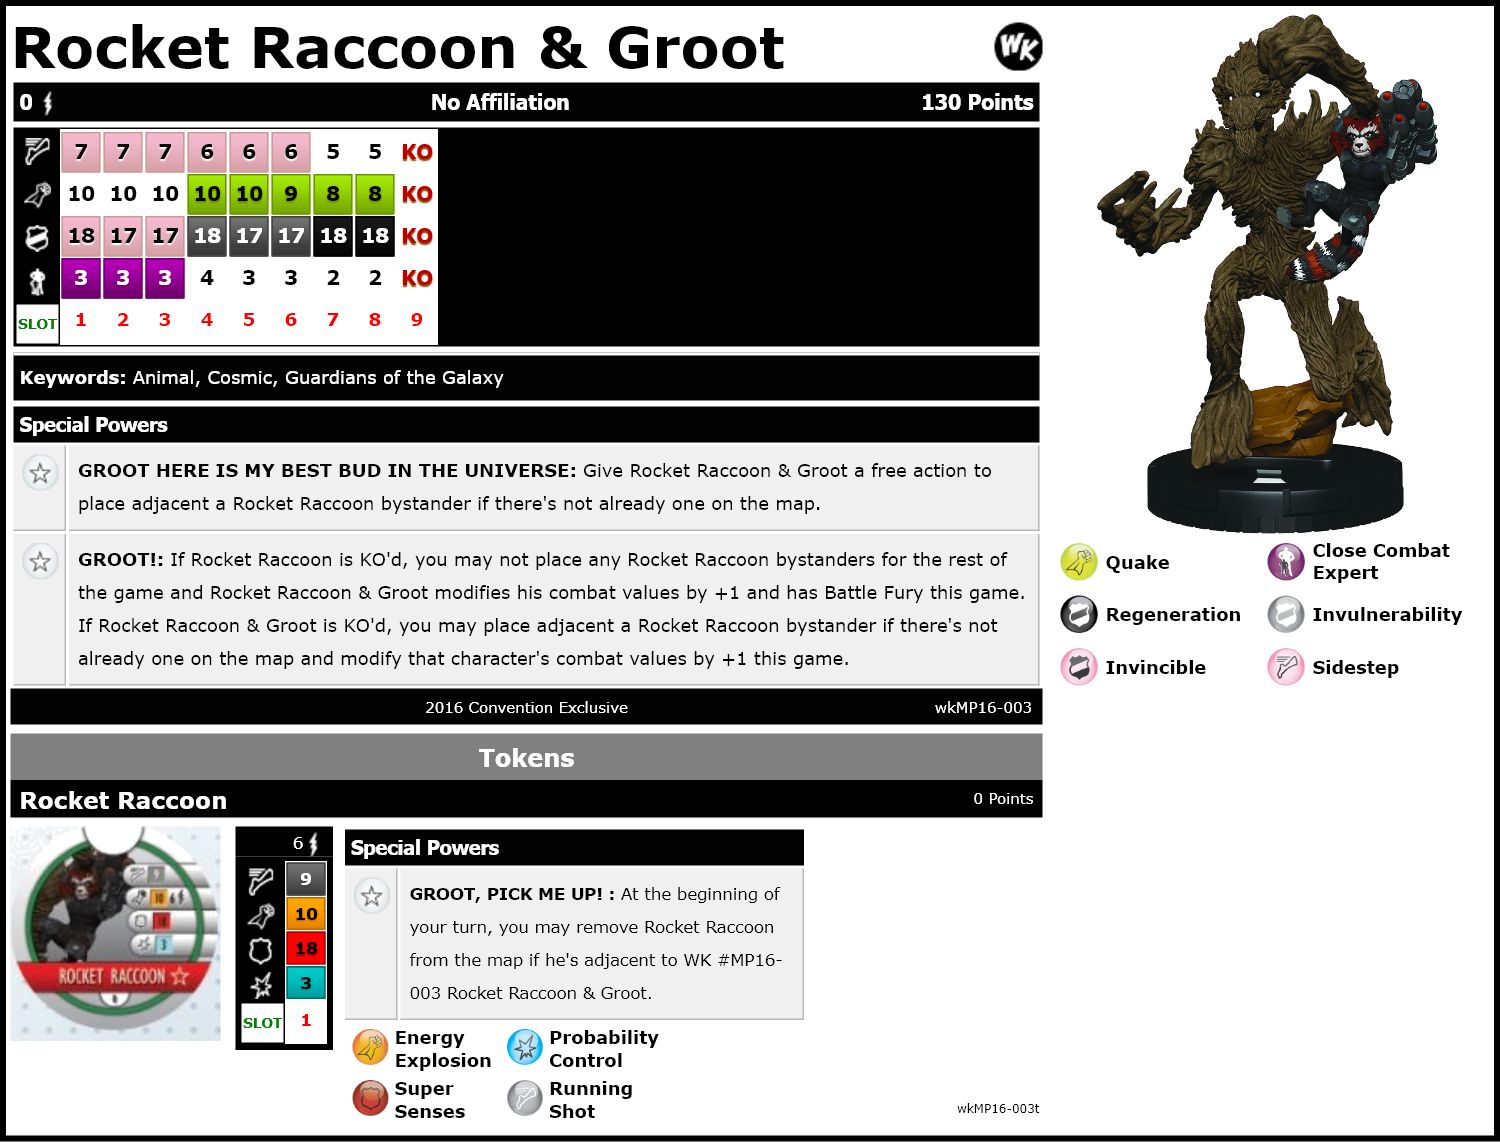 Rocket Raccoon & Groot
WK
0 No Affiliation 130 Points
7 7 7 6 6 6 5 5 KO
10 10 10 10 10 9 8 8 KO
18 17 17 18 17 17 18 18 KO
3 3 3 4 3 3 2 2 KO
SLOT 1 2 3 4 5 6 7 8 9
Keywords: Animal, Cosmic, Guardians of the Galaxy
Special Powers
GROOT HERE IS MY BEST BUD IN THE UNIVERSE: Give Rocket Raccoon & Groot a free action to
place adjacent a Rocket Raccoon bystander if there's not already one on the map.
GROOT!: If Rocket Raccoon is KO'd, you may not place any Rocket Raccoon bystanders for the rest of
the game and Rocket Raccoon & Groot modifies his combat values by +1 and has Battle Fury this game.
If Rocket Raccoon & Groot is KO'd, you may place adjacent a Rocket Raccoon bystander if there's not
already one on the map and modify that character's combat values by +1 this game.
2016 Convention Exclusive wkMP16-003
Quake
Close Combat
Expert
Regeneration
Invulnerability
Invincible
Sidestep
Tokens
Rocket Raccoon 0 Points
9
10 6
18
3
ROCKET RACCOON
6
9
10
18
3
SLOT 1
Special Powers
GROOT, PICK ME UP! : At the beginning of
your turn, you may remove Rocket Raccoon
from the map if he's adjacent to WK #MP16-
003 Rocket Raccoon & Groot.
Energy
Explosion
Probability
Control
Super
Senses
Running
Shot
wkMP16-003t